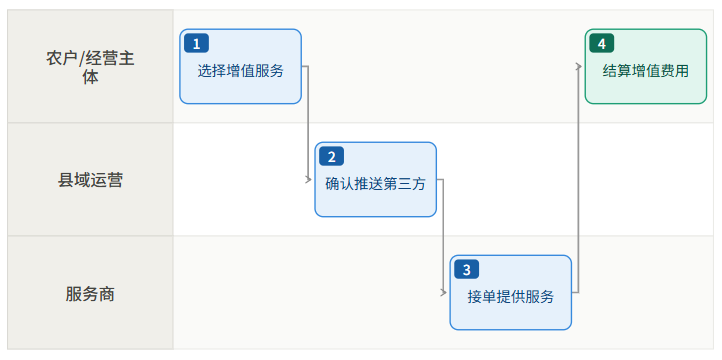 农户/经营主
体
1
选择增值服务
4
结算增值费用
县域运营
2
确认推送第三方
服务商
3
接单提供服务